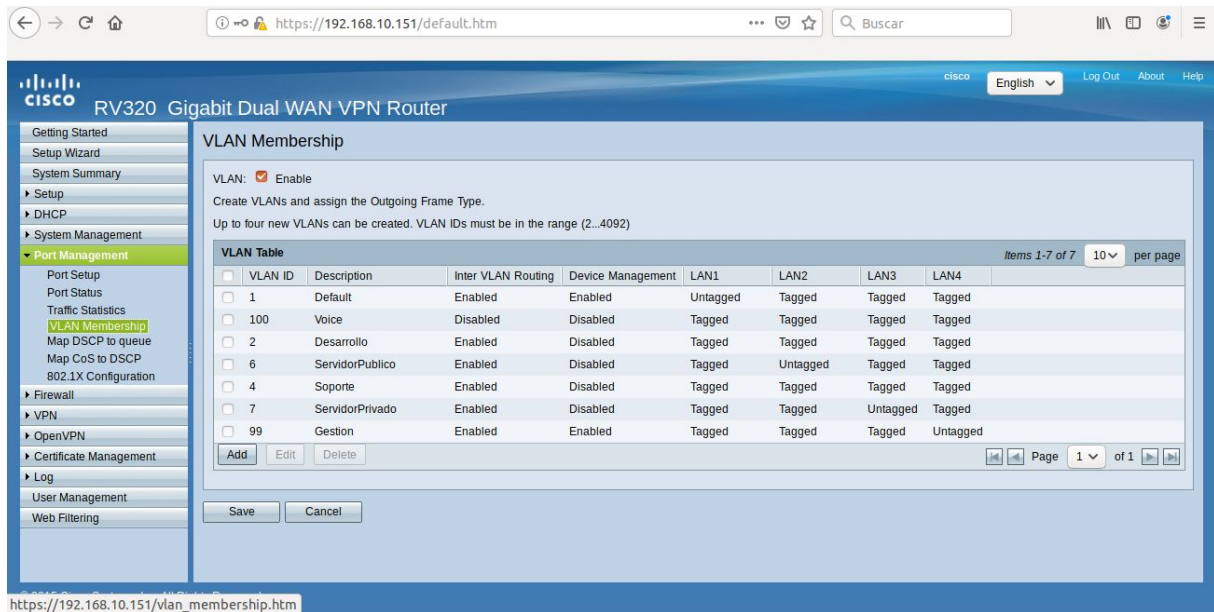 https://192.168.10.151/default.htm
Buscar
cisco
English
Log Out
About
Help
CISCO
RV320 Gigabit Dual WAN VPN Router
Getting Started
Setup Wizard
System Summary
Setup
DHCP
System Management
Port Management
Port Setup
Port Status
Traffic Statistics
VLAN Membership
Map DSCP to queue
Map CoS to DSCP
802.1X Configuration
Firewall
VPN
OpenVPN
Certificate Management
Log
User Management
Web Filtering
VLAN Membership
VLAN: Enable
Create VLANs and assign the Outgoing Frame Type.
Up to four new VLANs can be created. VLAN IDs must be in the range (2...4092)
VLAN Table Items 1-7 of 7 10 per page
VLAN ID Description Inter VLAN Routing Device Management LAN1 LAN2 LAN3 LAN4
1 Default Enabled Enabled Untagged Tagged Tagged Tagged
100 Voice Disabled Disabled Tagged Tagged Tagged Tagged
2 Desarrollo Enabled Disabled Tagged Tagged Tagged Tagged
6 ServidorPublico Enabled Disabled Tagged Untagged Tagged Tagged
4 Soporte Enabled Disabled Tagged Tagged Tagged Tagged
7 ServidorPrivado Enabled Disabled Tagged Tagged Untagged Tagged
99 Gestion Enabled Enabled Tagged Tagged Tagged Untagged
Add Edit Delete Page 1 of 1
Save Cancel
https://192.168.10.151/vlan_membership.htm